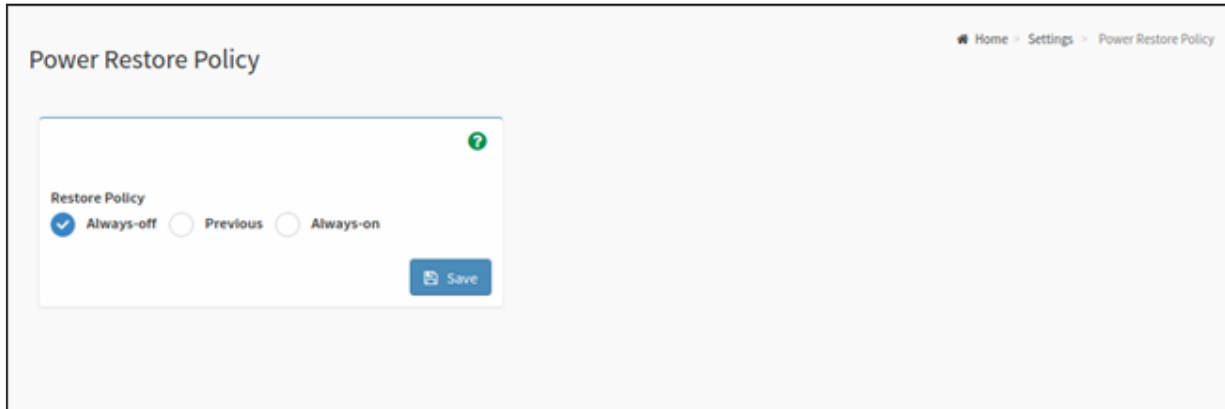 Home > Settings > Power Restore Policy
Power Restore Policy
?
Restore Policy
Always-off Previous Always-on
Save